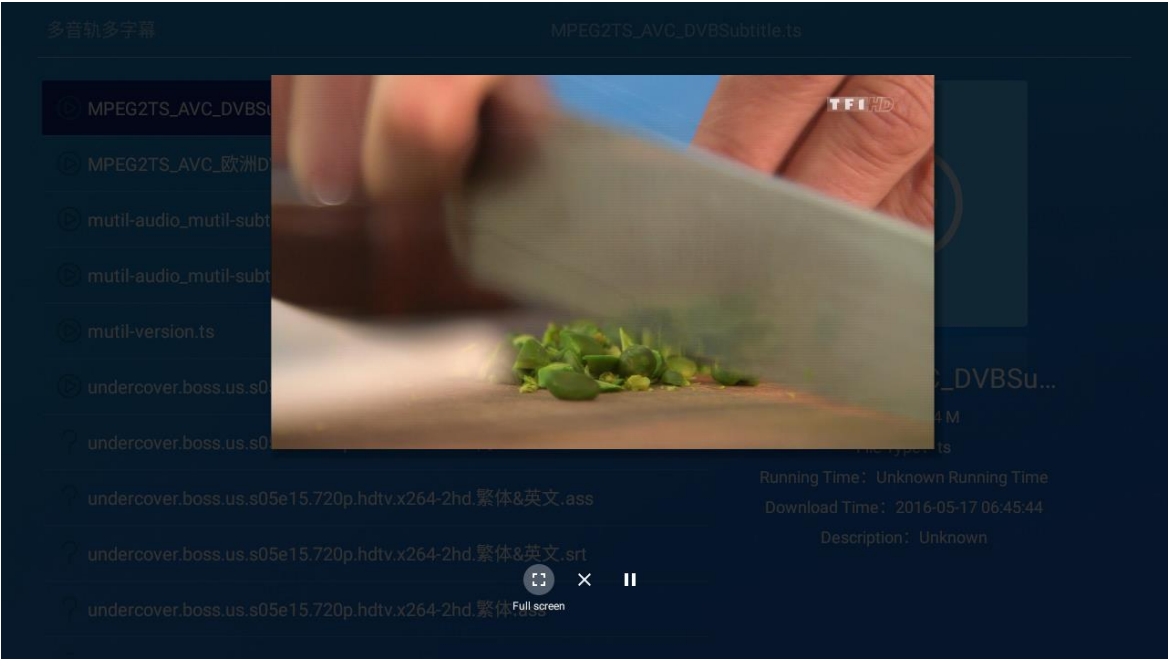 多音轨多字幕
MPEG2TS_AVC_DVBSubtitle.ts
MPEG2TS_AVC_DVBSu
MPEG2TS_AVC_欧洲D
TF1 HD
mutil-audio_mutil-subt
mutil-audio_mutil-subt
mutil-version.ts
undercover.boss.us.s0
C_DVBSu...
4 M
undercover.boss.us.s0
File Type: ts
Running Time: Unknown Running Time
undercover.boss.us.s05e15.720p.hdtv.x264-2hd.繁体&英文.ass
Download Time: 2016-05-17 06:45:44
Description: Unknown
undercover.boss.us.s05e15.720p.hdtv.x264-2hd.繁体&英文.srt
Full screen
undercover.boss.us.s05e15.720p.hdtv.x264-2hd.繁体.ass